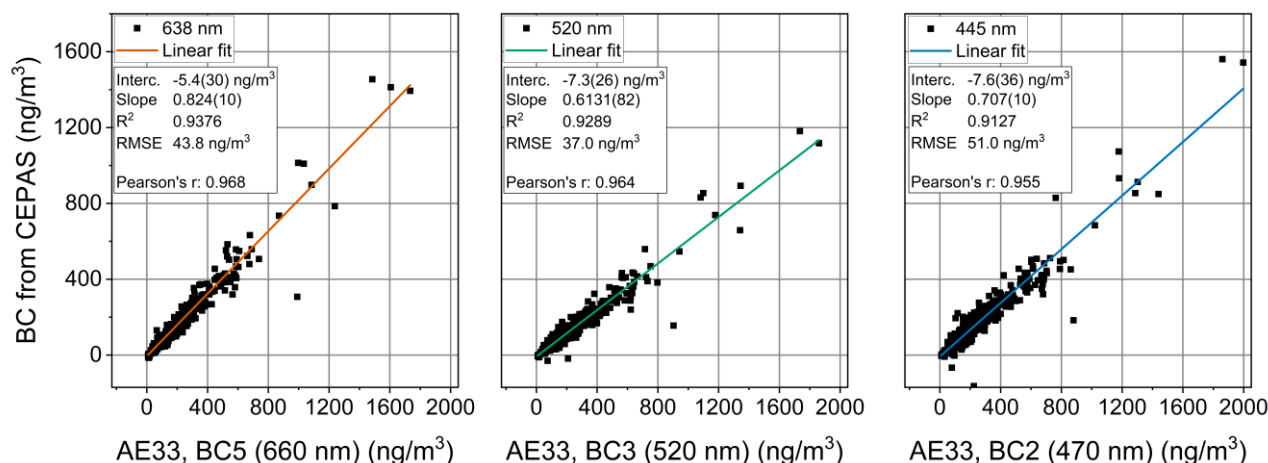 638 nm
Linear fit
Interc. -5.4(30) ng/m³
Slope 0.824(10)
R² 0.9376
RMSE 43.8 ng/m³
Pearson's r: 0.968
520 nm
Linear fit
Interc. -7.3(26) ng/m³
Slope 0.6131(82)
R² 0.9289
RMSE 37.0 ng/m³
Pearson's r: 0.964
445 nm
Linear fit
Interc. -7.6(36) ng/m³
Slope 0.707(10)
R² 0.9127
RMSE 51.0 ng/m³
Pearson's r: 0.955
BC from CEPAS (ng/m³)
1600
1200
800
400
0
0 400 800 1200 1600
0 400 800 1200 1600 2000
0 400 800 1200 1600 2000
AE33, BC5 (660 nm) (ng/m³)
AE33, BC3 (520 nm) (ng/m³)
AE33, BC2 (470 nm) (ng/m³)